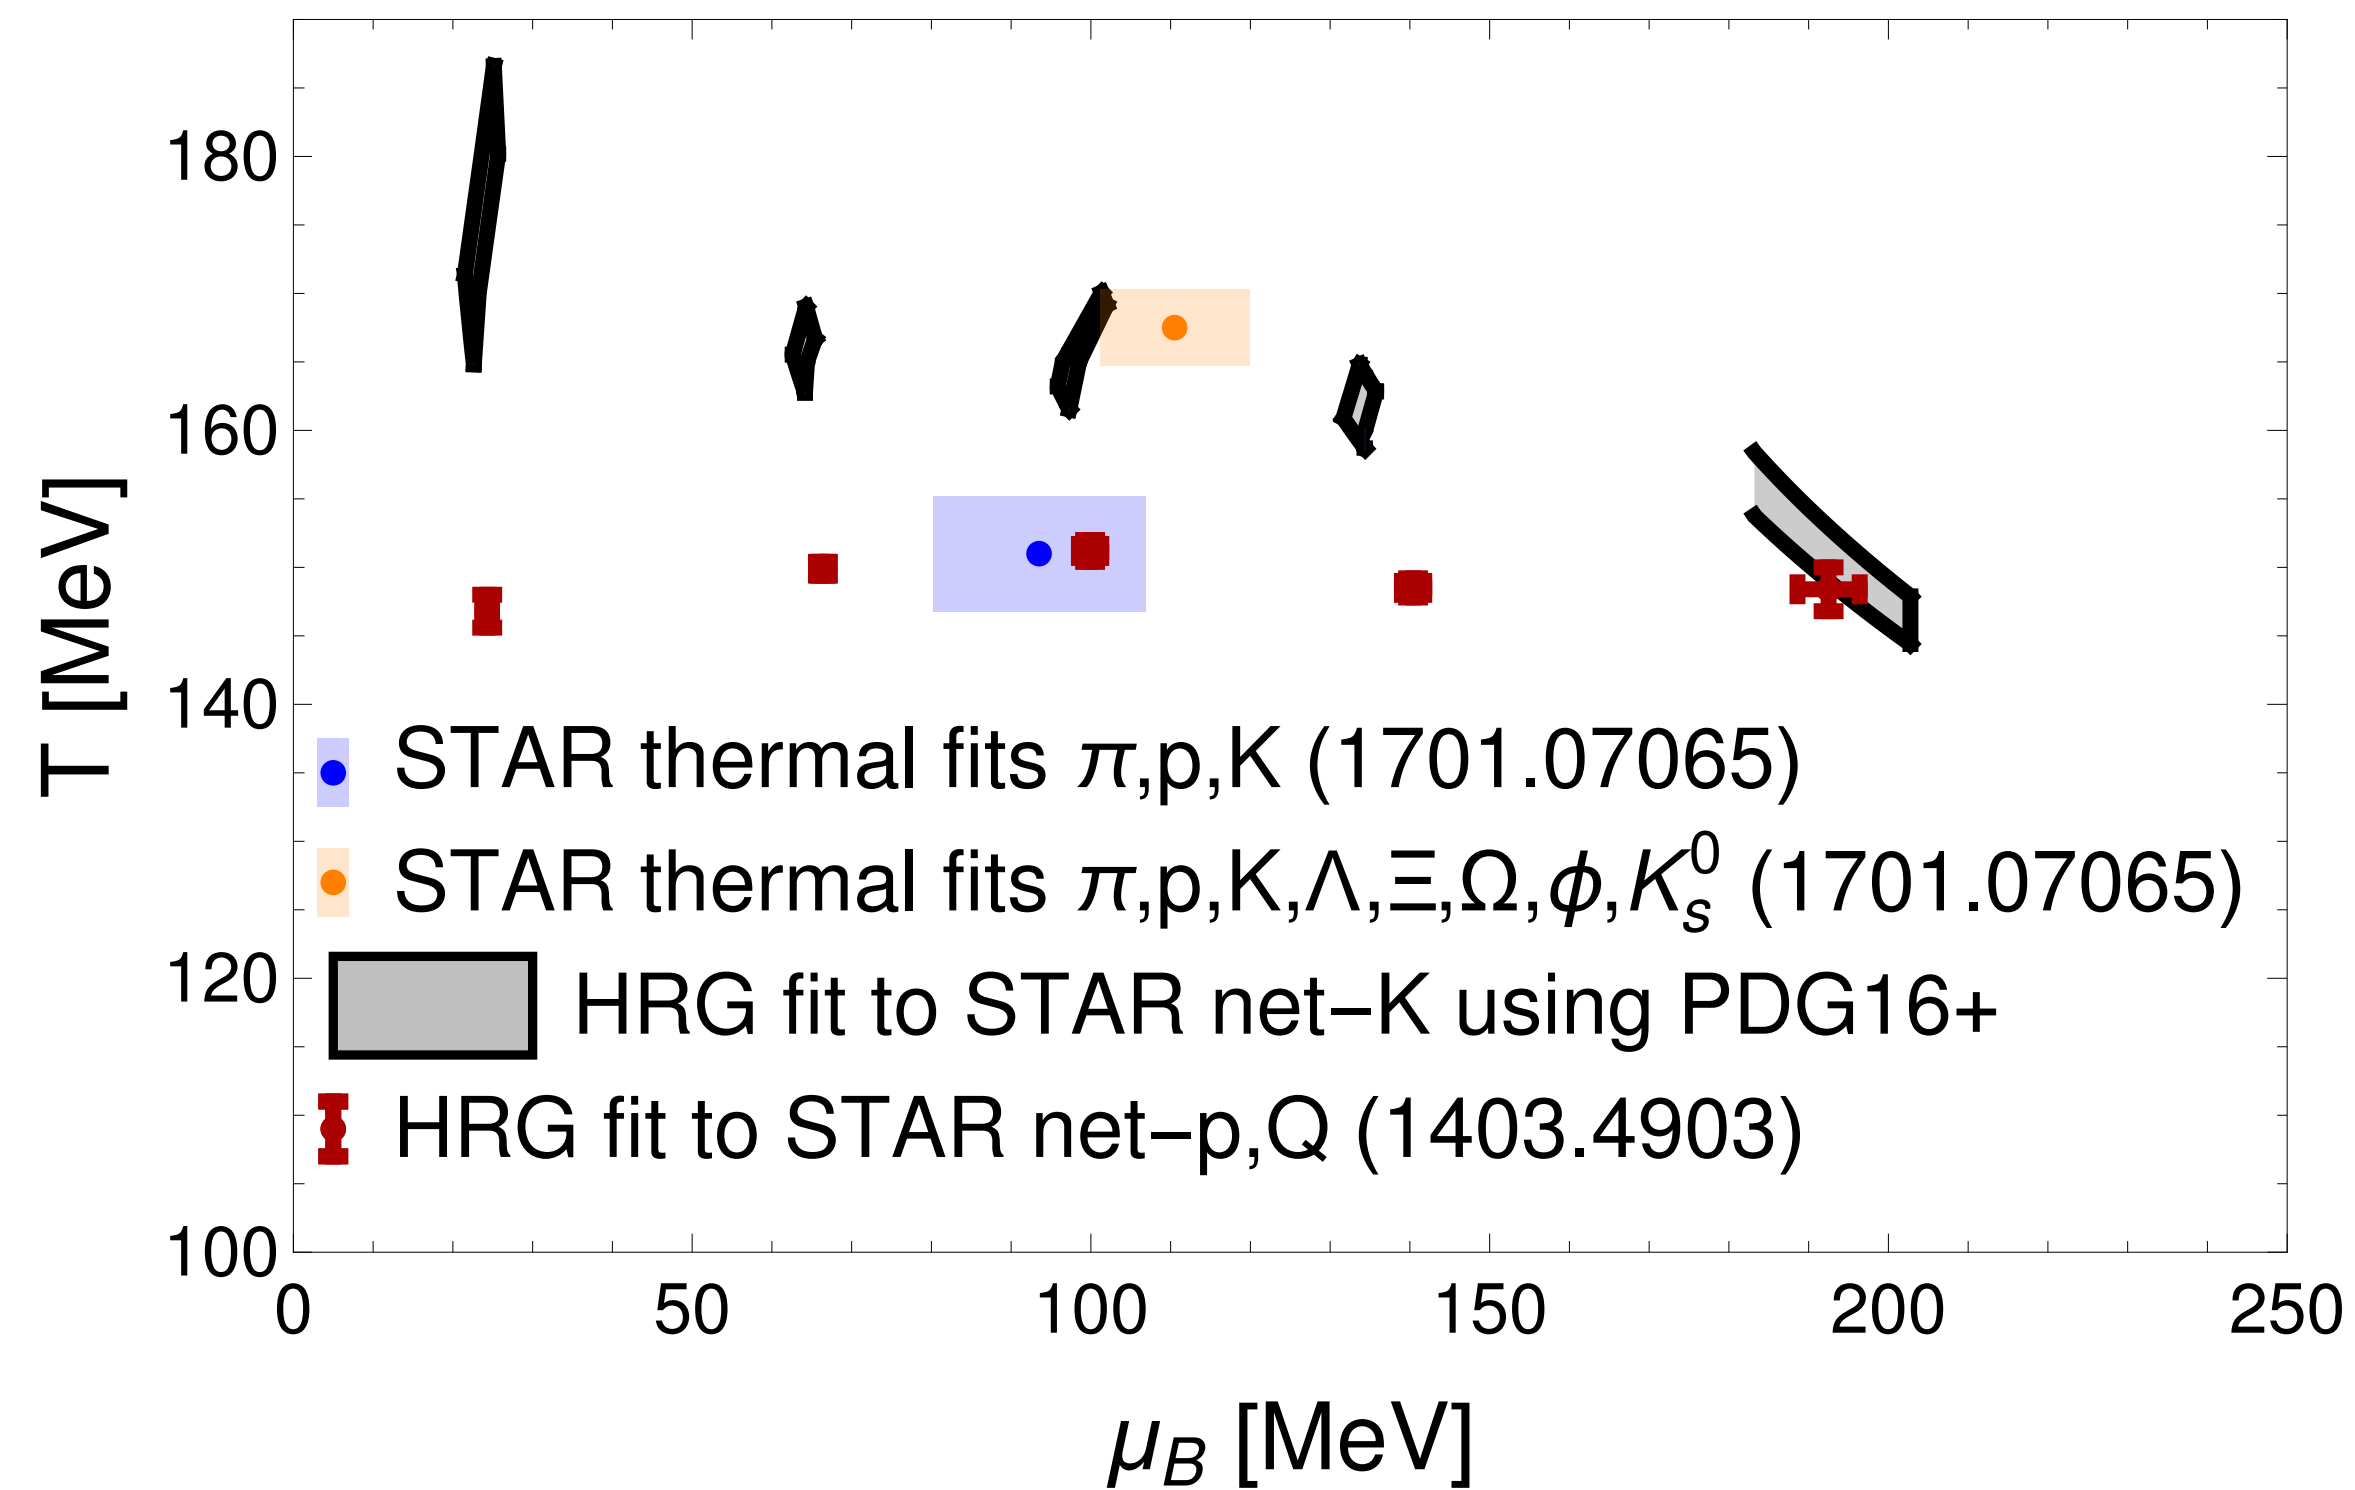 T [MeV]
180
160
140
120
100
STAR thermal fits π,p,K (1701.07065)
STAR thermal fits π,p,K,Λ,Ξ,Ω,ϕ,K⁰ₛ (1701.07065)
HRG fit to STAR net−K using PDG16+
HRG fit to STAR net−p,Q (1403.4903)
0 50 100 150 200 250
μ_B [MeV]